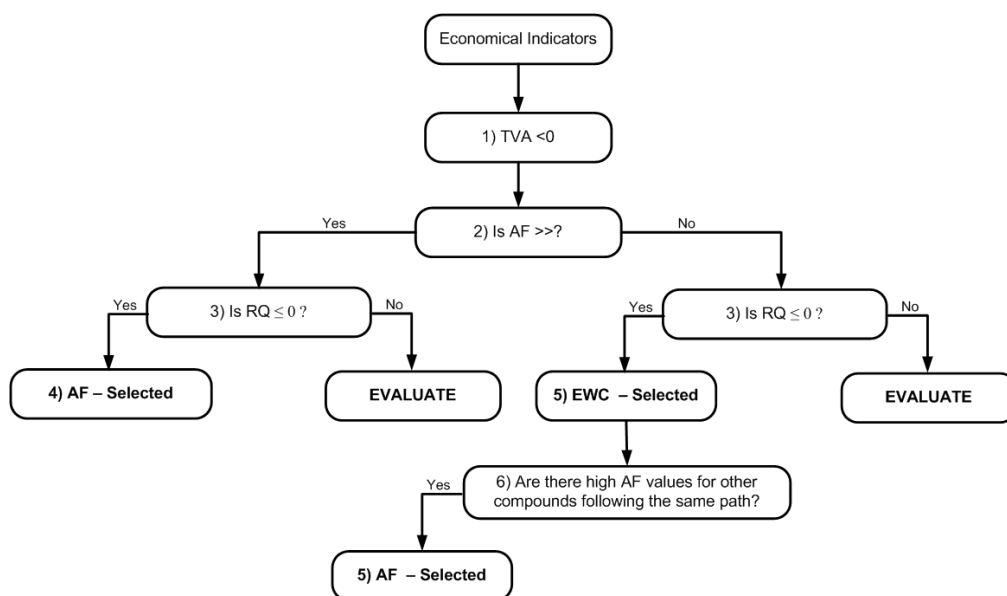 Economical Indicators
1) TVA <0
Yes
2) Is AF >>?
No
Yes
3) Is RQ ≤ 0 ?
No
Yes
3) Is RQ ≤ 0 ?
No
4) AF – Selected
EVALUATE
5) EWC – Selected
EVALUATE
Yes
6) Are there high AF values for other
compounds following the same path?
5) AF – Selected